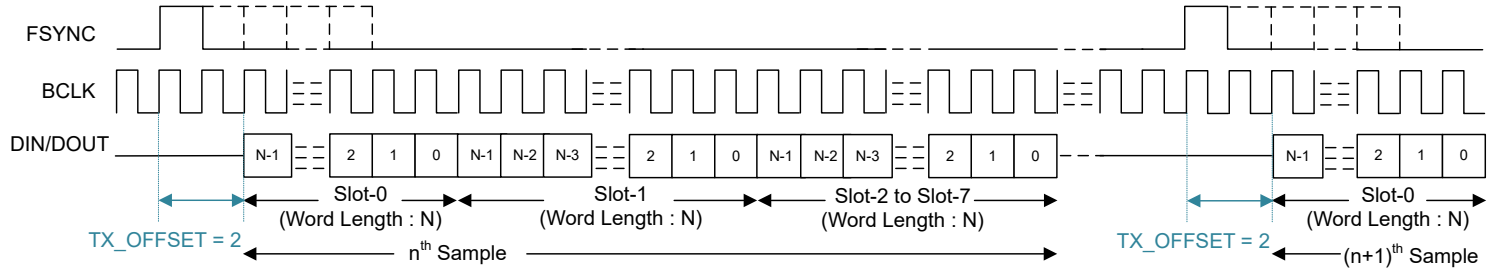 FSYNC
BCLK
DIN/DOUT
N-1 2 1 0 N-1 N-2 N-3 2 1 0 N-1 N-2 N-3 2 1 0 N-1 2 1 0
Slot-0 Slot-1 Slot-2 to Slot-7 Slot-0
(Word Length : N) (Word Length : N) (Word Length : N) (Word Length : N)
TX_OFFSET = 2 nth Sample TX_OFFSET = 2 (n+1)th Sample